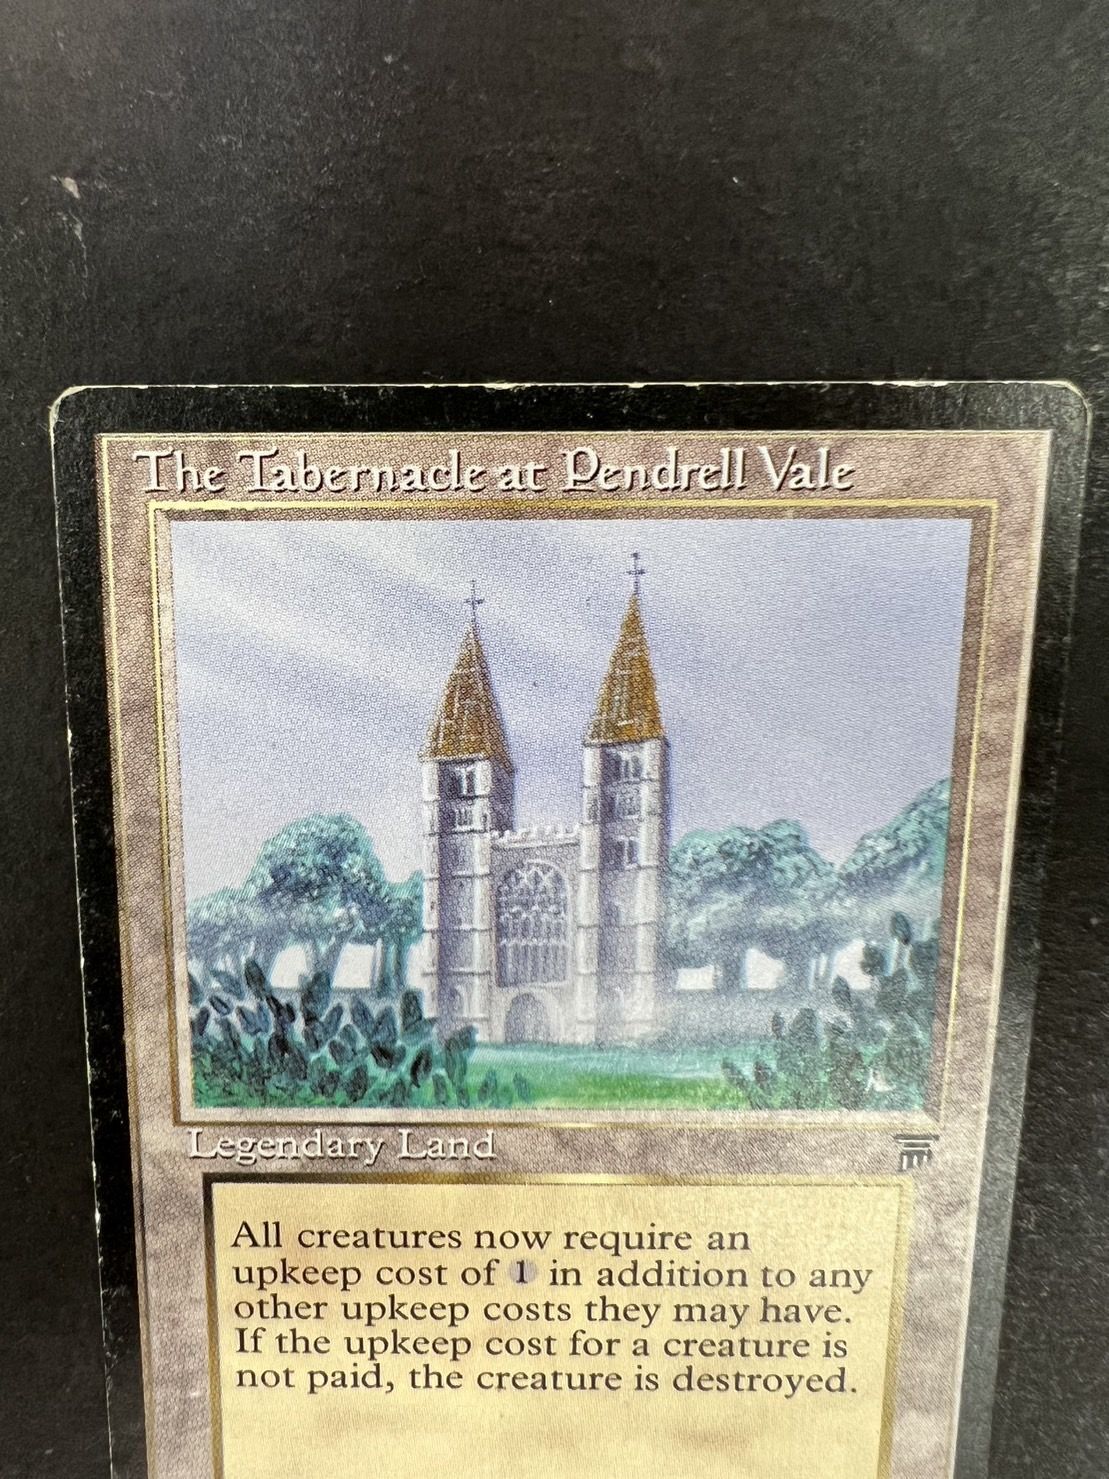 The Tabernacle at Pendrell Vale
Legendary Land
All creatures now require an
upkeep cost of 1 in addition to any
other upkeep costs they may have.
If the upkeep cost for a creature is
not paid, the creature is destroyed.